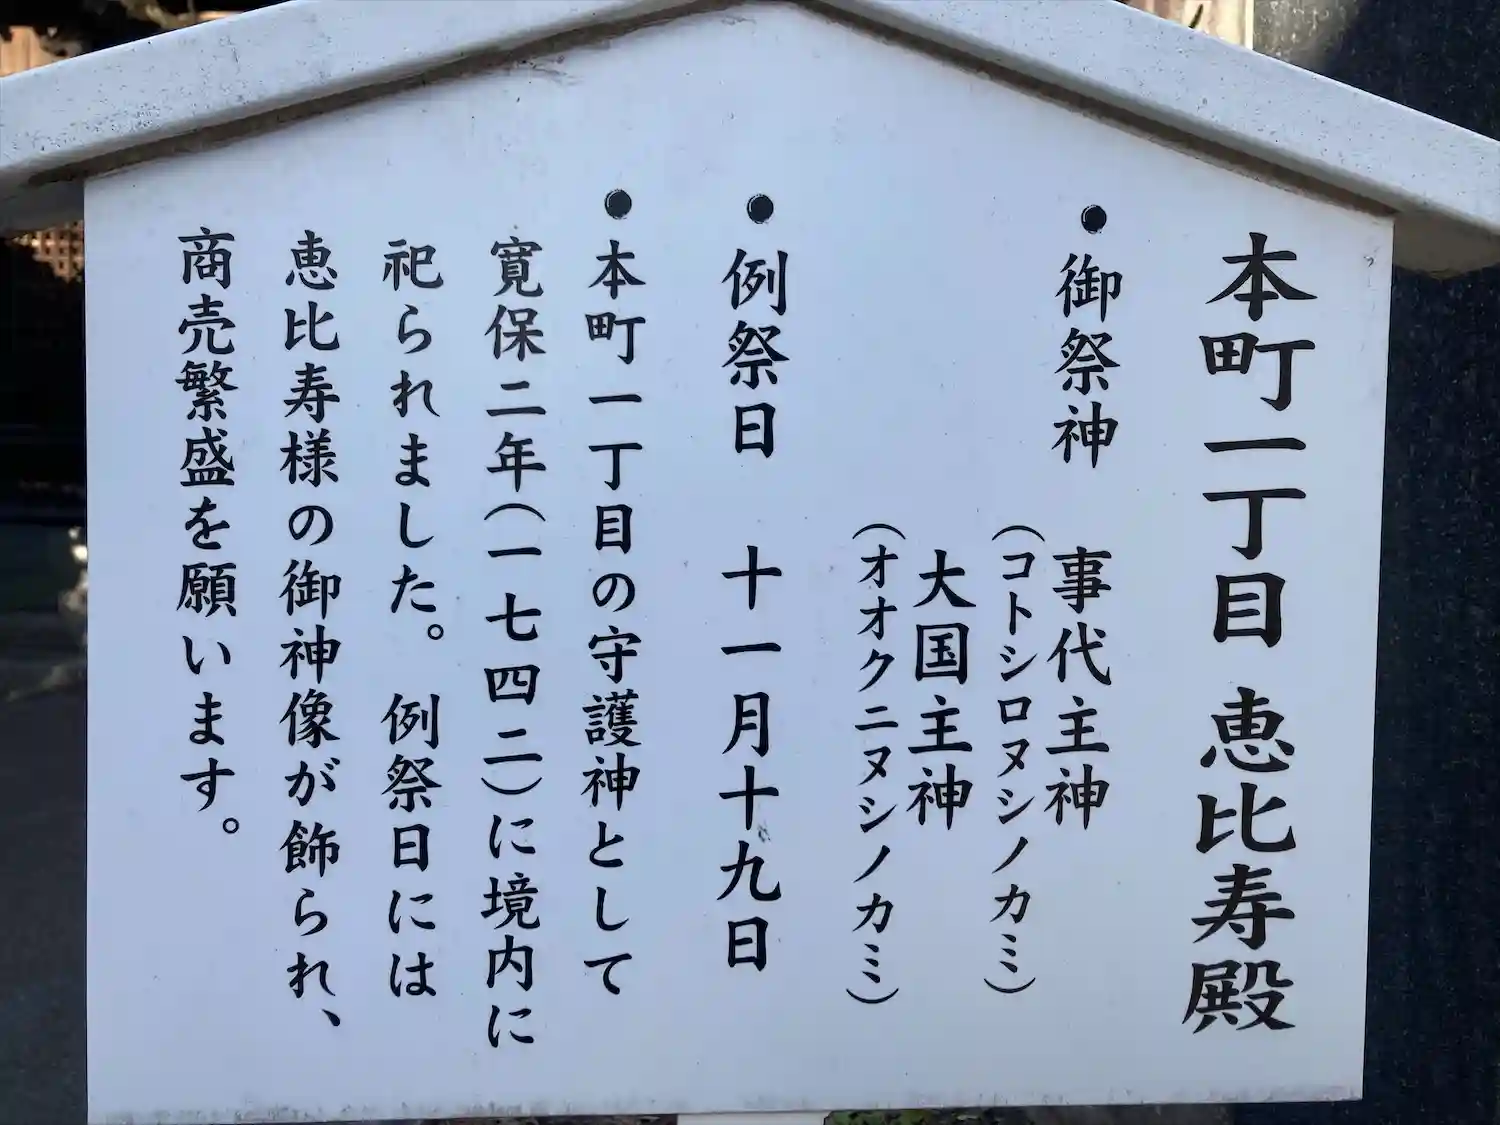 本町一丁目 恵比寿殿
●御祭神 事代主神
(コトシロヌシノカミ)
大国主神
(オオクニヌシノカミ)
●例祭日 十一月十九日
●本町一丁目の守護神として
寛保二年(一七四二)に境内に
祀られました。例祭日には
恵比寿様の御神像が飾られ、
商売繁盛を願います。